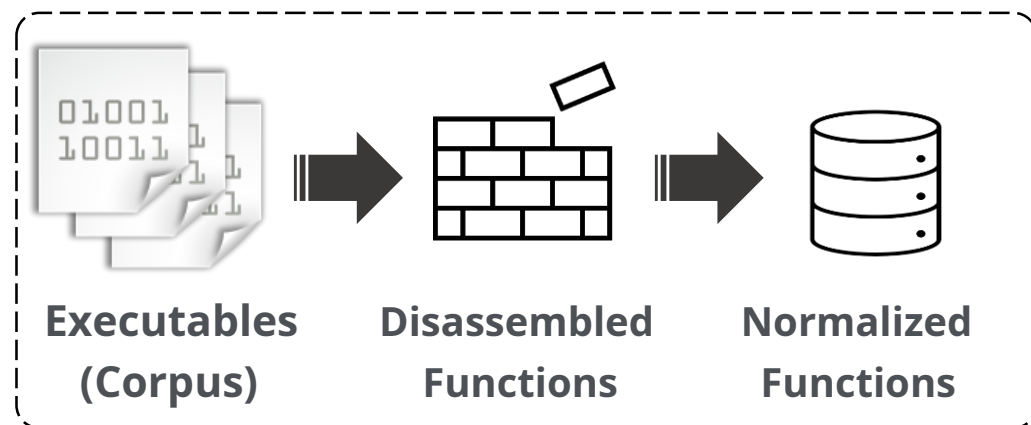 01001
10011
Executables
(Corpus)
Disassembled
Functions
Normalized
Functions